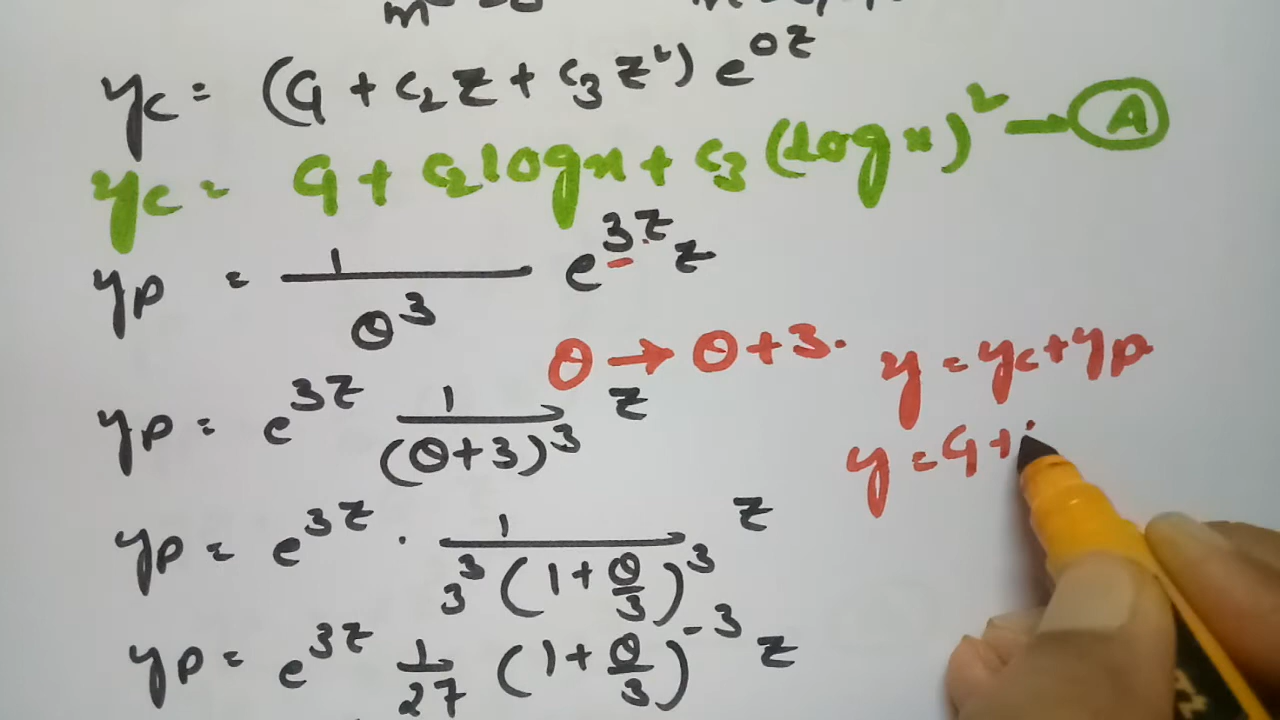 yc = (c₁ + c₂ z + c₃ z²) e^{0z}
yc = c₁ + c₂ log x + c₃ (log x)² → (A)
yp = 1/θ³ e^{3z} z
θ → θ+3.
yp = e^{3z} 1/(θ+3)³ z
y = yc + yp
y = c₁ +
yp = e^{3z} · 1/(3³ (1 + θ/3)³) z
yp = e^{3z} 1/27 (1 + θ/3)^{-3} z